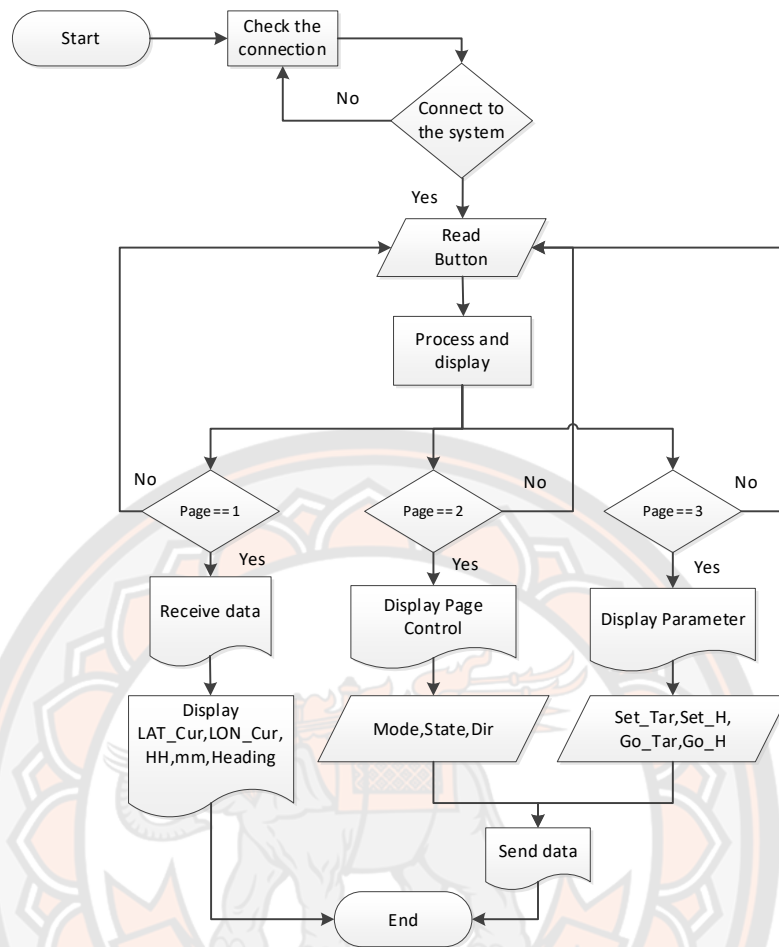 Start
Check the
connection
No
Connect to
the system
Yes
Read
Button
Process and
display
No
Page==1
Yes
Page==2
No
Yes
Page==3
No
Yes
Receive data
Display Page
Control
Display Parameter
Display
LAT_Cur,LON_Cur,
HH,mm,Heading
Mode,State,Dir
Set_Tar,Set_H,
Go_Tar,Go_H
Send data
End